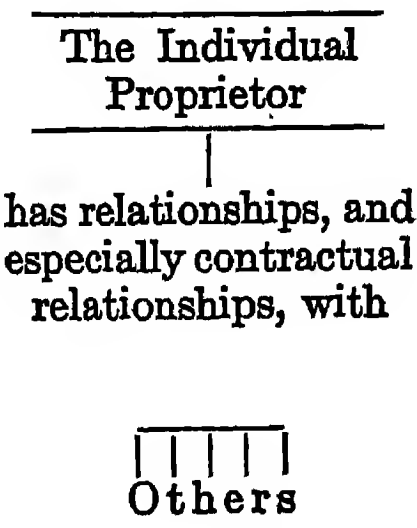 The Individual
Proprietor
has relationships, and
especially contractual
relationships, with
Others